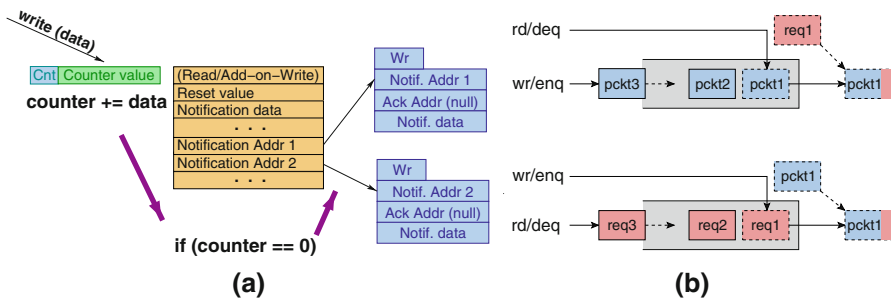 write (data)
Cnt Counter value
counter += data
(Read/Add-on-Write)
Reset value
Notification data
. . .
Notification Addr 1
Notification Addr 2
. . .
if (counter == 0)
Wr
Notif. Addr 1
Ack Addr (null)
Notif. data
Wr
Notif. Addr 2
Ack Addr (null)
Notif. data
(a)
rd/deq
req1
wr/enq
pckt3 pckt2 pckt1 pckt1
wr/enq
pckt1
rd/deq
req3 req2 req1 pckt1
(b)